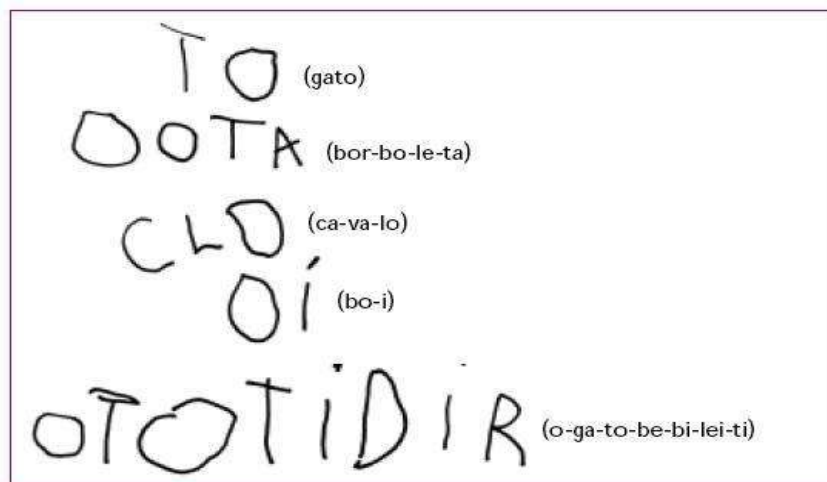 TO (gato)
OOTA (bor-bo-le-ta)
CLO (ca-va-lo)
OI (bo-i)
OTOTIDIR (o-ga-to-be-bi-lei-ti)